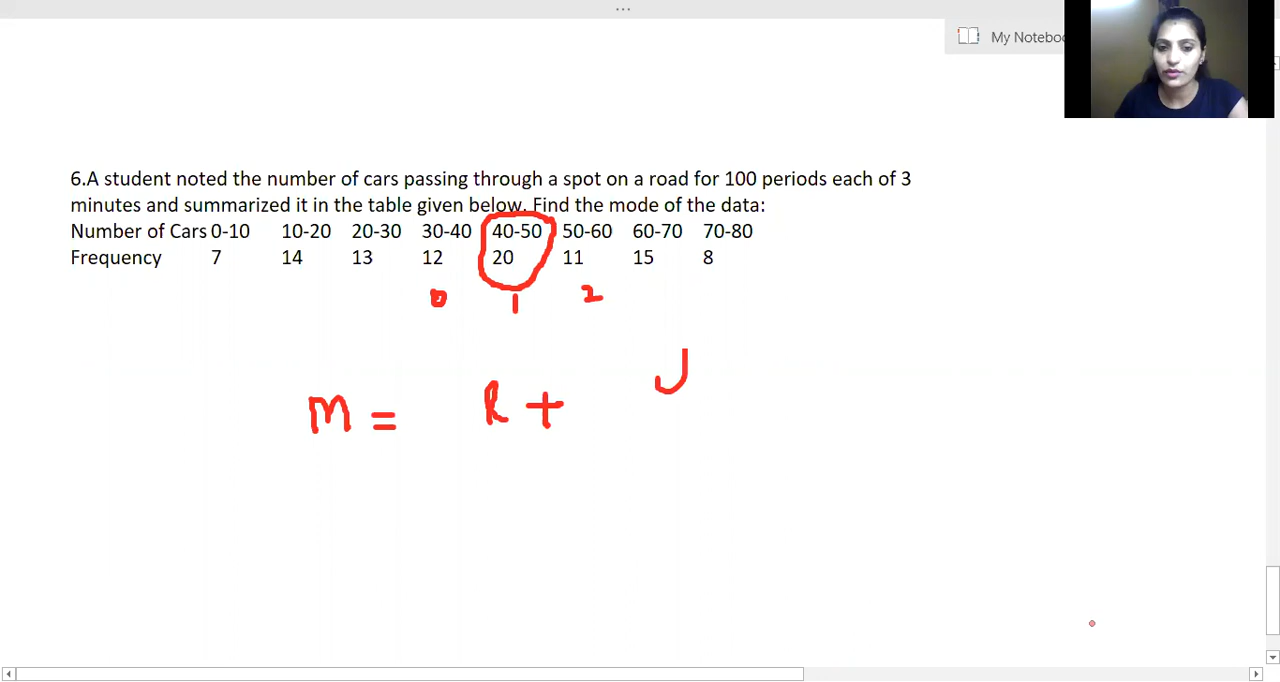 My Notebo
6.A student noted the number of cars passing through a spot on a road for 100 periods each of 3
minutes and summarized it in the table given below. Find the mode of the data:
Number of Cars 0-10 10-20 20-30 30-40 40-50 50-60 60-70 70-80
Frequency 7 14 13 12 20 11 15 8
0 1 2
M = l +